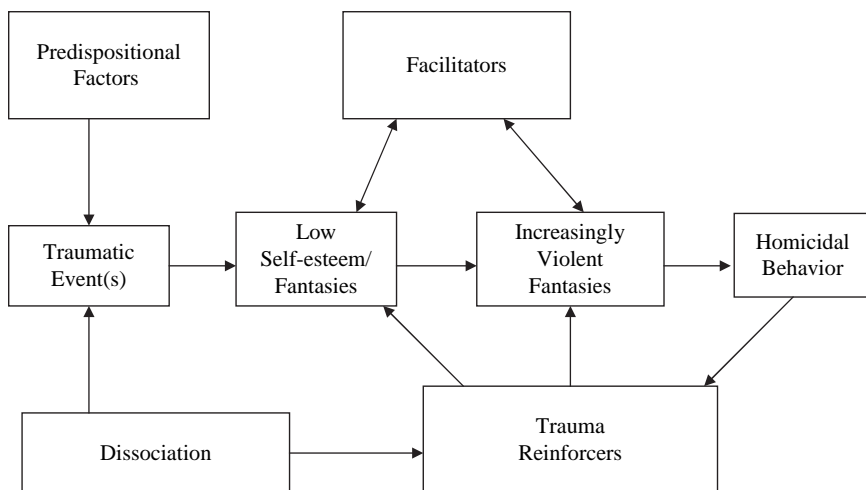 Predispositional
Factors
Facilitators
Traumatic
Event(s)
Low
Self-esteem/
Fantasies
Increasingly
Violent
Fantasies
Homicidal
Behavior
Dissociation
Trauma
Reinforcers